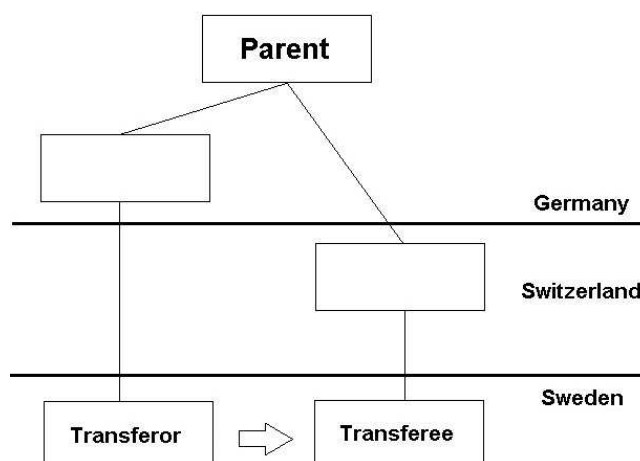 Parent
Germany
Switzerland
Sweden
Transferor
Transferee